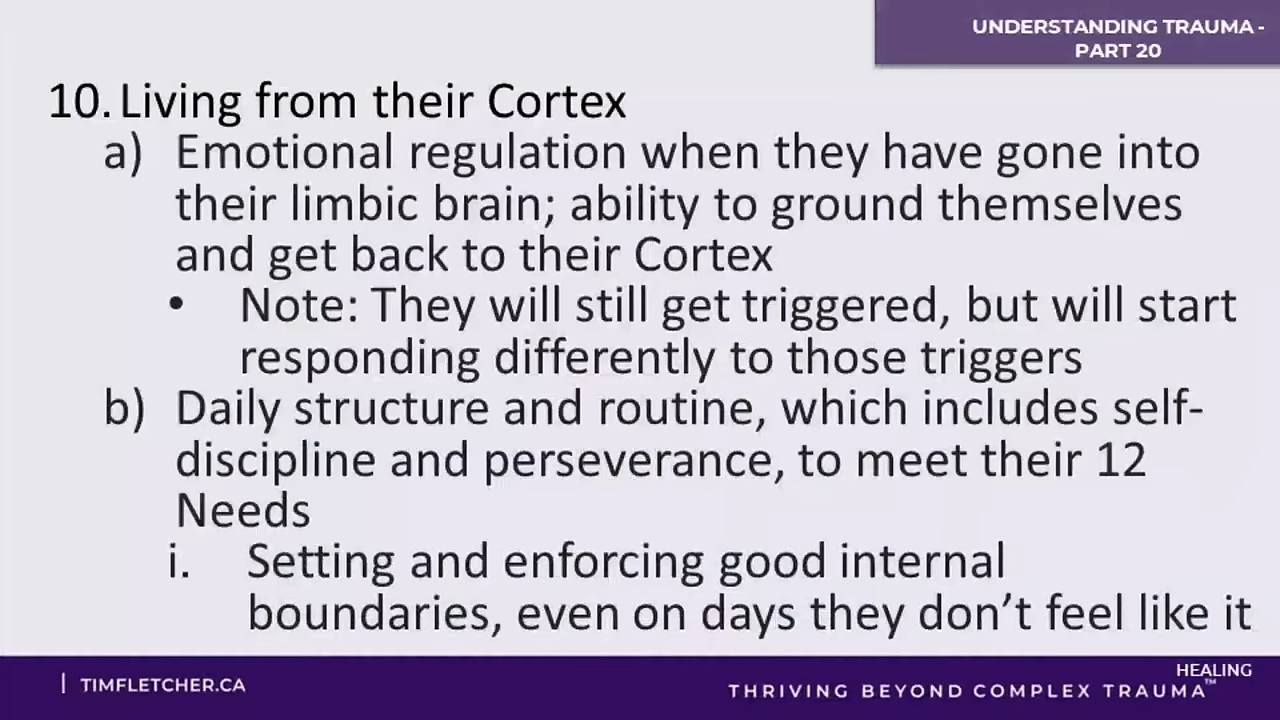 UNDERSTANDING TRAUMA -
PART 20
10. Living from their Cortex
a) Emotional regulation when they have gone into
their limbic brain; ability to ground themselves
and get back to their Cortex
• Note: They will still get triggered, but will start
responding differently to those triggers
b) Daily structure and routine, which includes self-
discipline and perseverance, to meet their 12
Needs
i. Setting and enforcing good internal
boundaries, even on days they don’t feel like it
| TIMFLETCHER.CA
HEALING
THRIVING BEYOND COMPLEX TRAUMA™